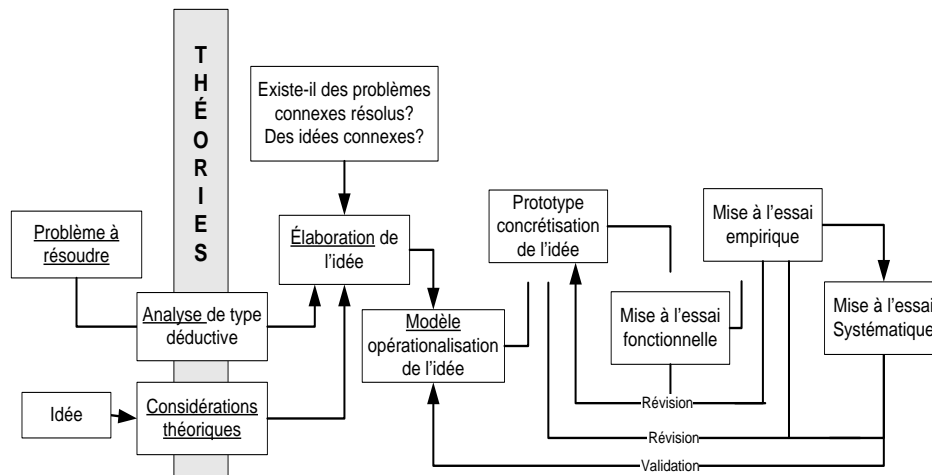 THÉORIES
Existe-il des problèmes
connexes résolus?
Des idées connexes?
Problème à
résoudre
Élaboration de
l'idée
Prototype
concrétisation
de l'idée
Mise à l'essai
empirique
Analyse de type
déductive
Modèle
opérationalisation
de l'idée
Mise à l'essai
fonctionnelle
Mise à l'essai
Systématique
Idée
Considérations
théoriques
Révision
Révision
Validation